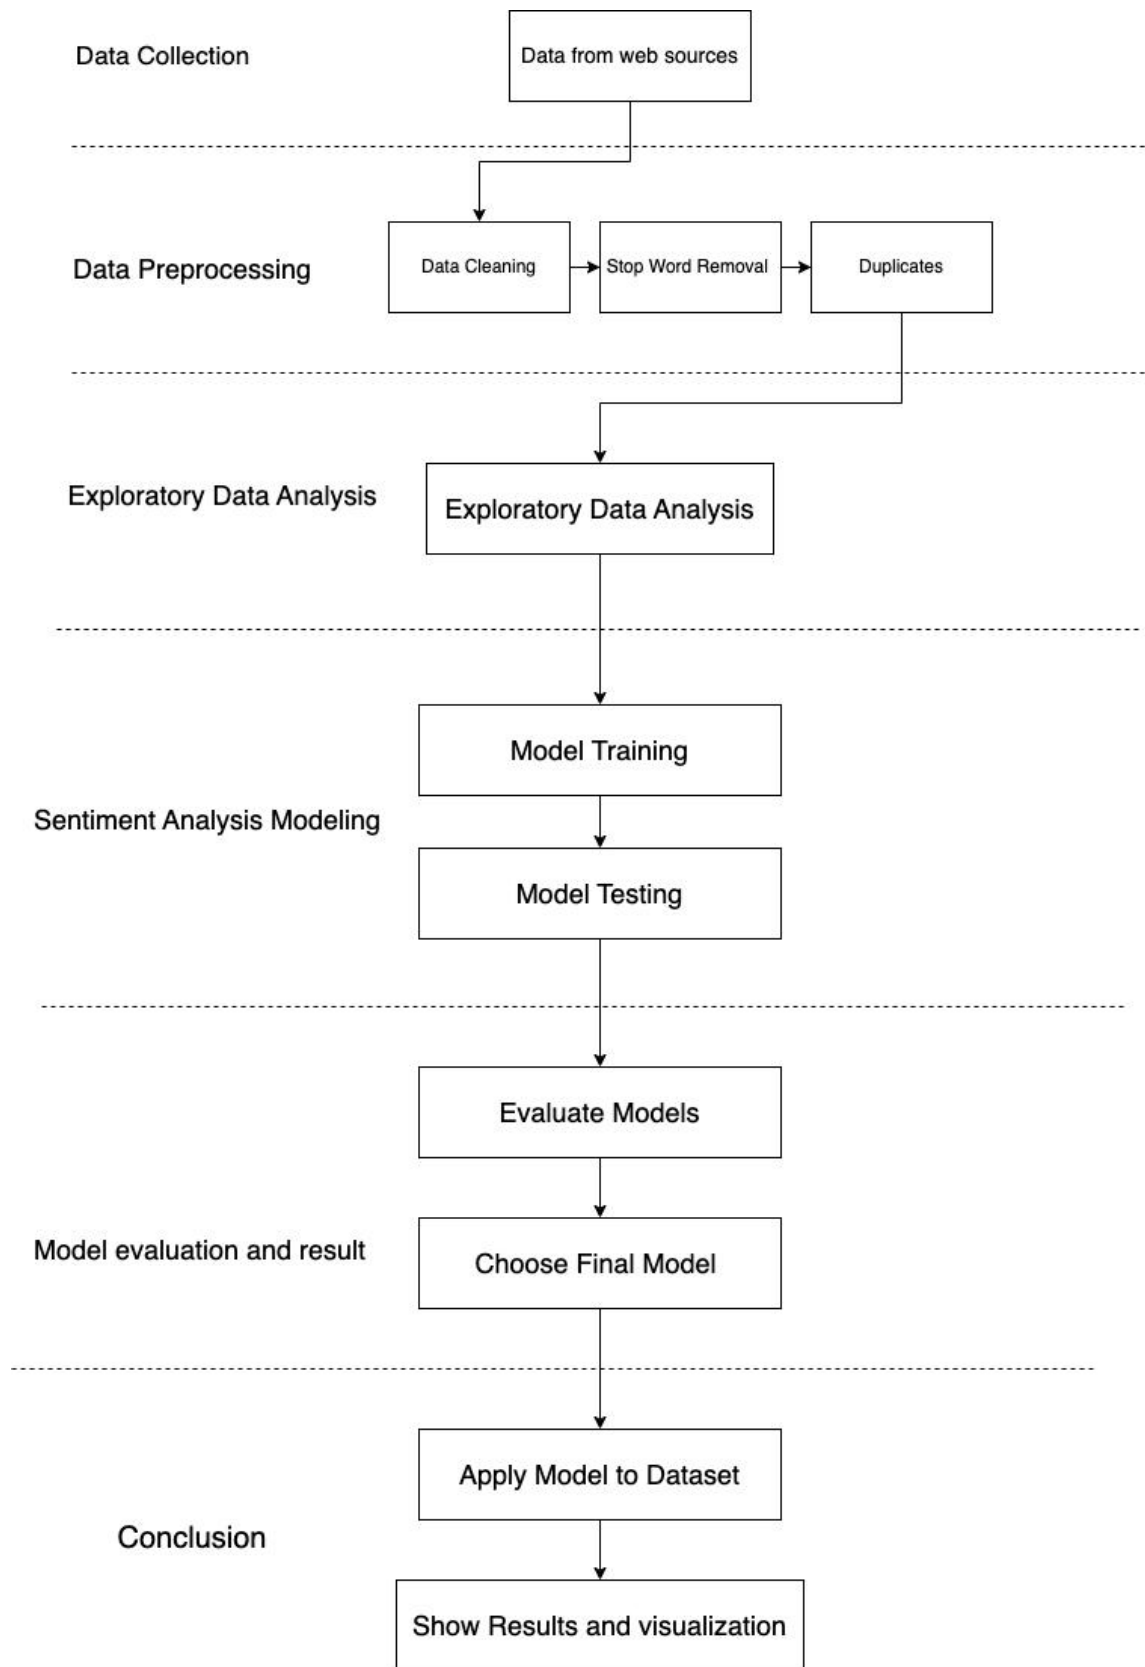 Data Collection
Data from web sources
Data Preprocessing
Data Cleaning
Stop Word Removal
Duplicates
Exploratory Data Analysis
Exploratory Data Analysis
Model Training
Sentiment Analysis Modeling
Model Testing
Evaluate Models
Model evaluation and result
Choose Final Model
Apply Model to Dataset
Conclusion
Show Results and visualization